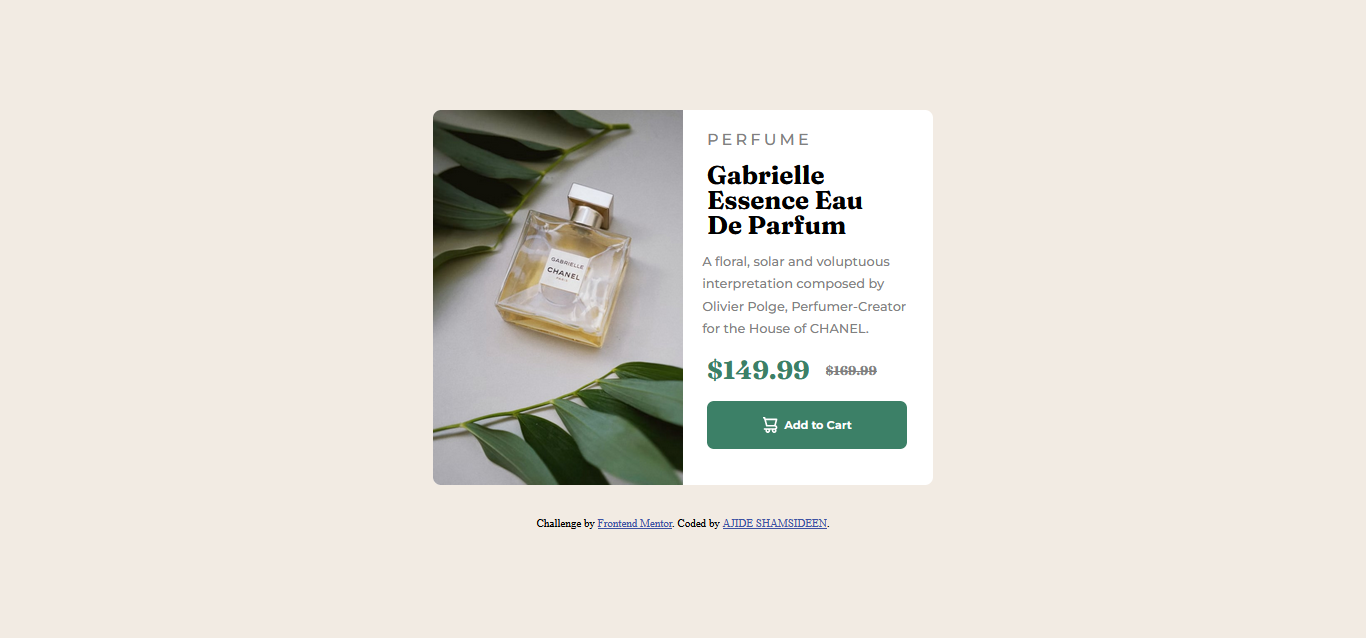 PERFUME
Gabrielle
Essence Eau
De Parfum
GABRIELLE
CHANEL
A floral, solar and voluptuous
interpretation composed by
Olivier Polge, Perfumer-Creator
for the House of CHANEL.
$149.99 $169.99
Add to Cart
Challenge by Frontend Mentor. Coded by AJIDE SHAMSIDEEN.